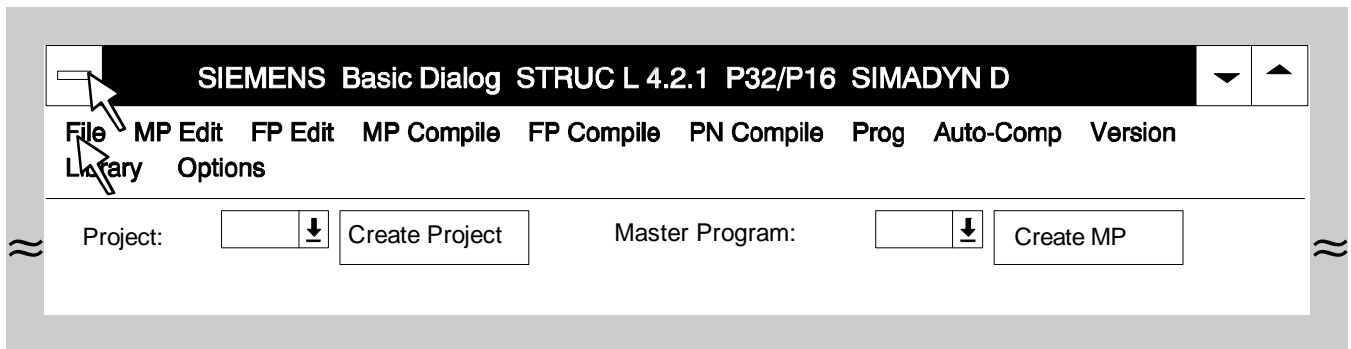 SIEMENS Basic Dialog STRUC L 4.2.1 P32/P16 SIMADYN D
File MP Edit FP Edit MP Compile FP Compile PN Compile Prog Auto-Comp Version
Library Options
Project: Create Project Master Program: Create MP